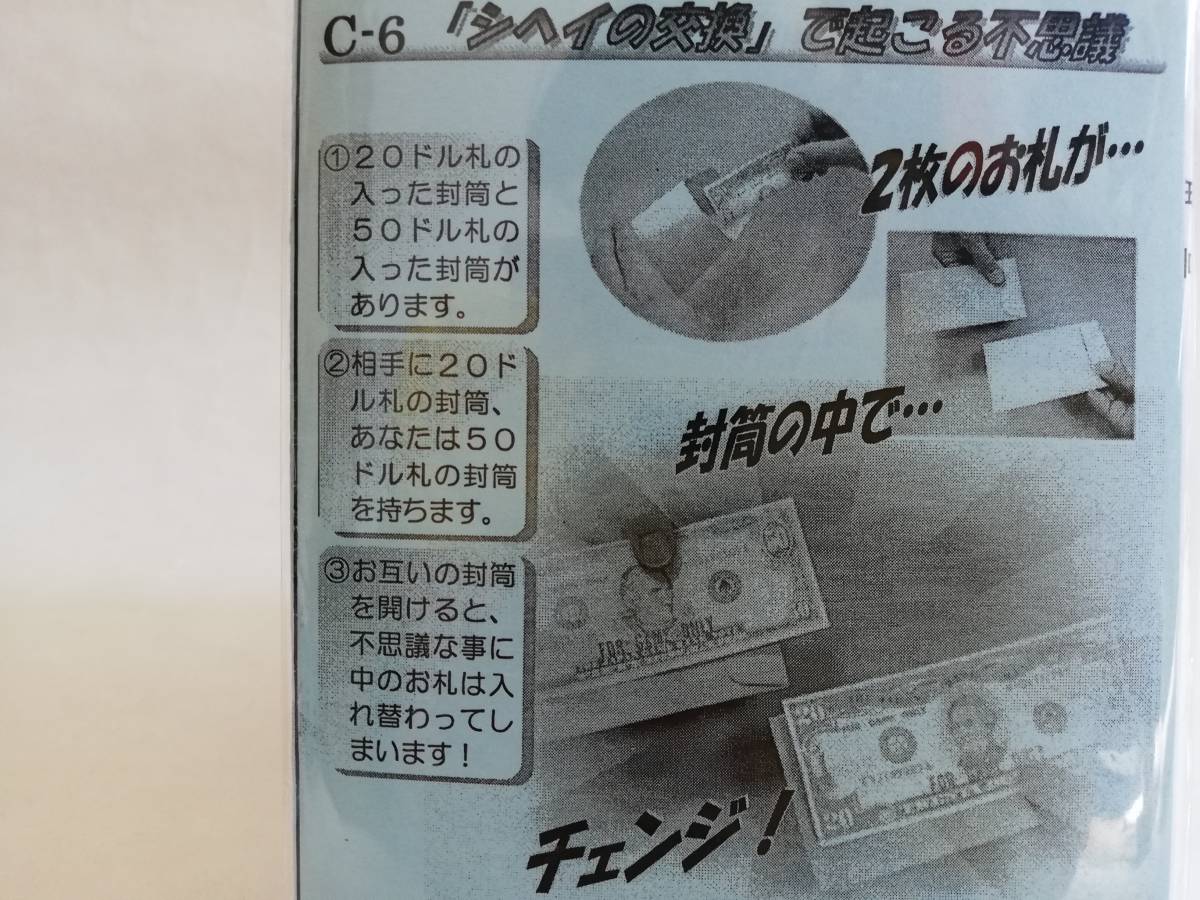 C-6 「シヘイの交換」で起こる不思議
①20ドル札の
入った封筒と
50ドル札の
入った封筒が
あります。
②相手に20ド
ル札の封筒、
あなたは50
ドル札の封筒
を持ちます。
③お互いの封筒
を開けると、
不思議な事に
中のお札は入
れ替わってし
まいます！
2枚のお札が…
封筒の中で…
FOR GAME ONLY
20
20
チェンジ！